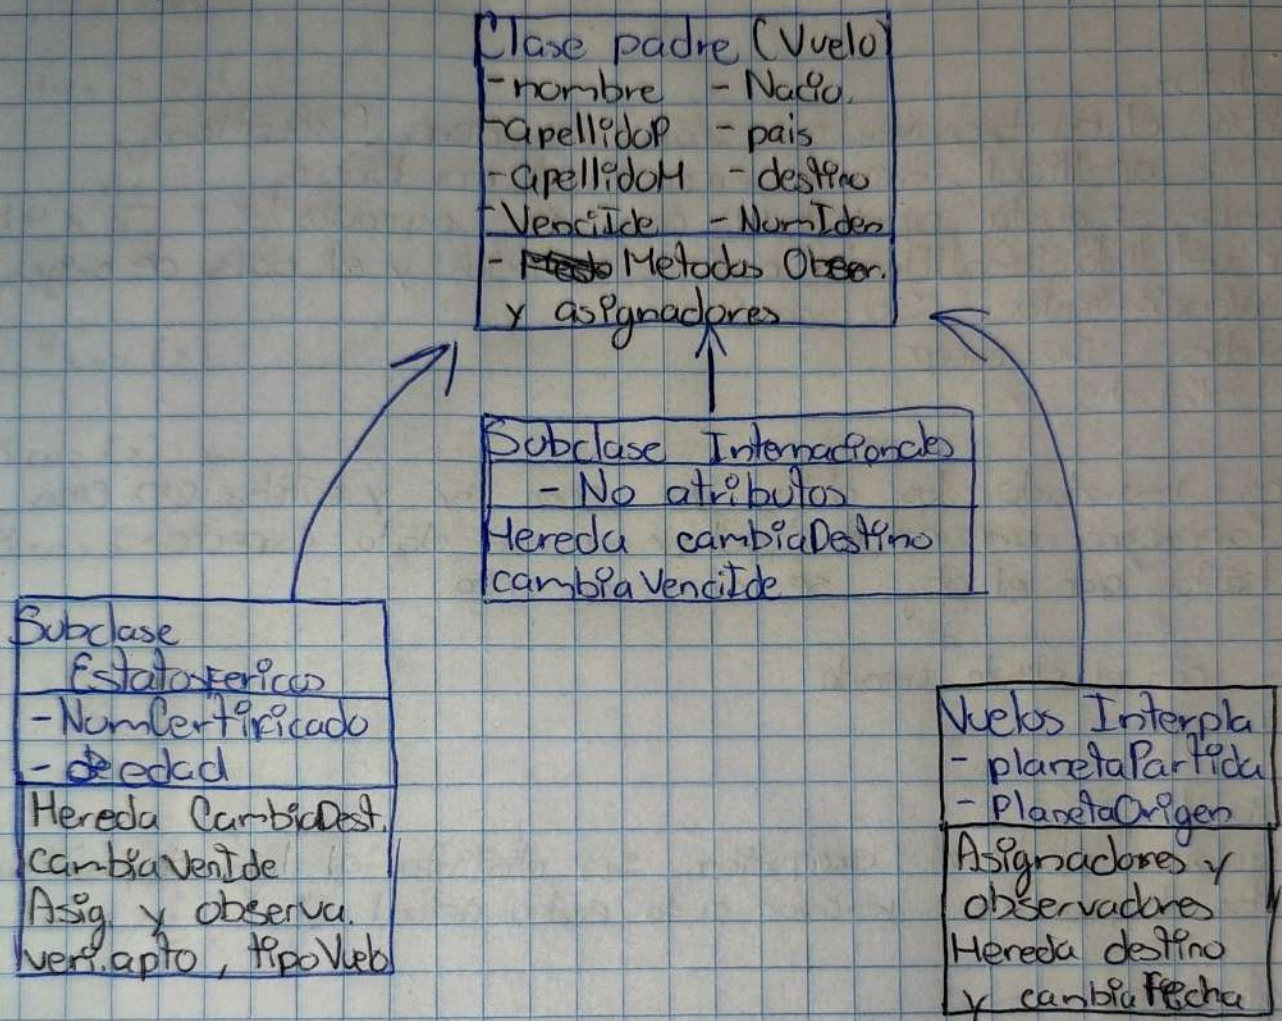 Clase padre (Vuelo)
- nombre - Nacio.
- apellidoP - pais
- apellidoM - destino
- VenciIde - NumIden
- Metodos Obser.
y asignadores
Subclase Internacionales
- No atributos
Hereda cambiaDestino
cambiaVenciIde
Subclase
Estatosfericos
- NumCertificado
- edad
Hereda CambiaDest.
cambiaVenIde
Asig y observa.
veri.apto, tipoVuelo
Vuelos Interpla
- planetaPartida
- PlanetaOrigen
Asignadores y
observadores
Hereda destino
y cambia Fecha